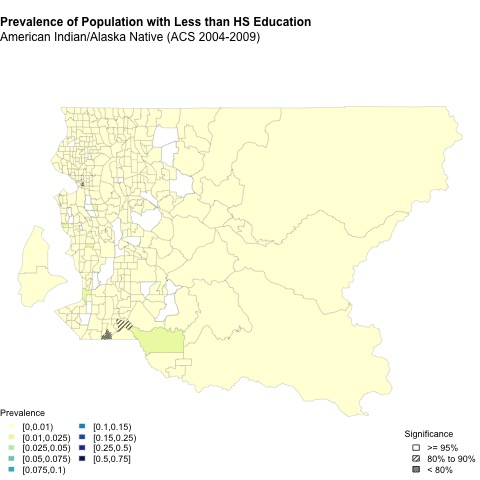 Prevalence of Population with Less than HS Education
American Indian/Alaska Native (ACS 2004-2009)
Prevalence
[0,0.01)
[0.01,0.025)
[0.025,0.05)
[0.05,0.075)
[0.075,0.1)
[0.1,0.15)
[0.15,0.25)
[0.25,0.5)
[0.5,0.75]
Significance
>= 95%
80% to 90%
< 80%